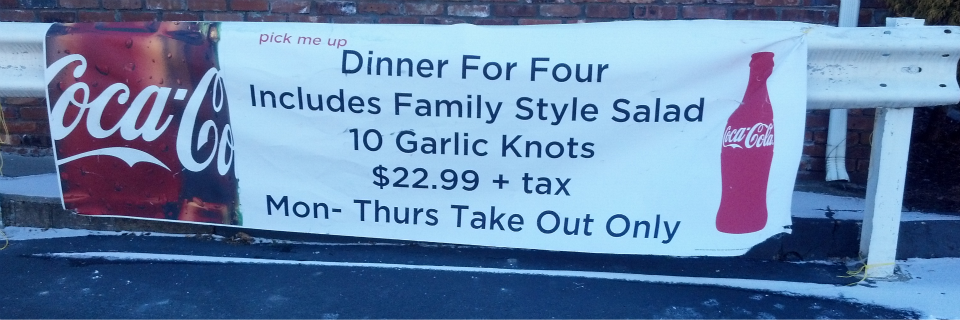 Coca-Co
pick me up
Dinner For Four
Includes Family Style Salad
10 Garlic Knots
$22.99 + tax
Mon- Thurs Take Out Only
Coca-Cola